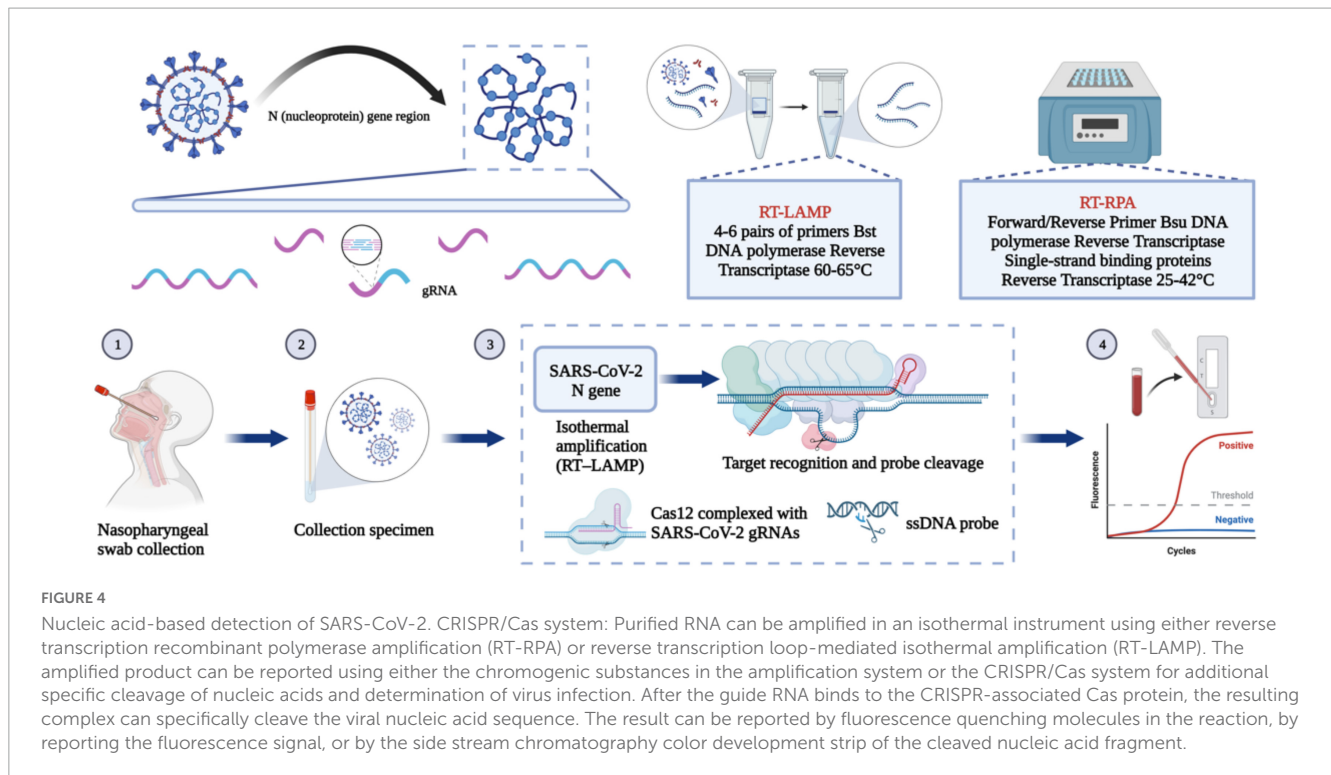 N (nucleoprotein) gene region
gRNA
RT-LAMP
4-6 pairs of primers Bst
DNA polymerase Reverse
Transcriptase 60-65°C
RT-RPA
Forward/Reverse Primer Bsu DNA
polymerase Reverse Transcriptase
Single-strand binding proteins
Reverse Transcriptase 25-42°C
1
Nasopharyngeal
swab collection
2
Collection specimen
3
SARS-CoV-2
N gene
Isothermal
amplification
(RT–LAMP)
Target recognition and probe cleavage
Cas12 complexed with
SARS-CoV-2 gRNAs
ssDNA probe
4
C
T
S
Fluorescence
Positive
Threshold
Negative
Cycles
FIGURE 4
Nucleic acid-based detection of SARS-CoV-2. CRISPR/Cas system: Purified RNA can be amplified in an isothermal instrument using either reverse
transcription recombinant polymerase amplification (RT-RPA) or reverse transcription loop-mediated isothermal amplification (RT-LAMP). The
amplified product can be reported using either the chromogenic substances in the amplification system or the CRISPR/Cas system for additional
specific cleavage of nucleic acids and determination of virus infection. After the guide RNA binds to the CRISPR-associated Cas protein, the resulting
complex can specifically cleave the viral nucleic acid sequence. The result can be reported by fluorescence quenching molecules in the reaction, by
reporting the fluorescence signal, or by the side stream chromatography color development strip of the cleaved nucleic acid fragment.